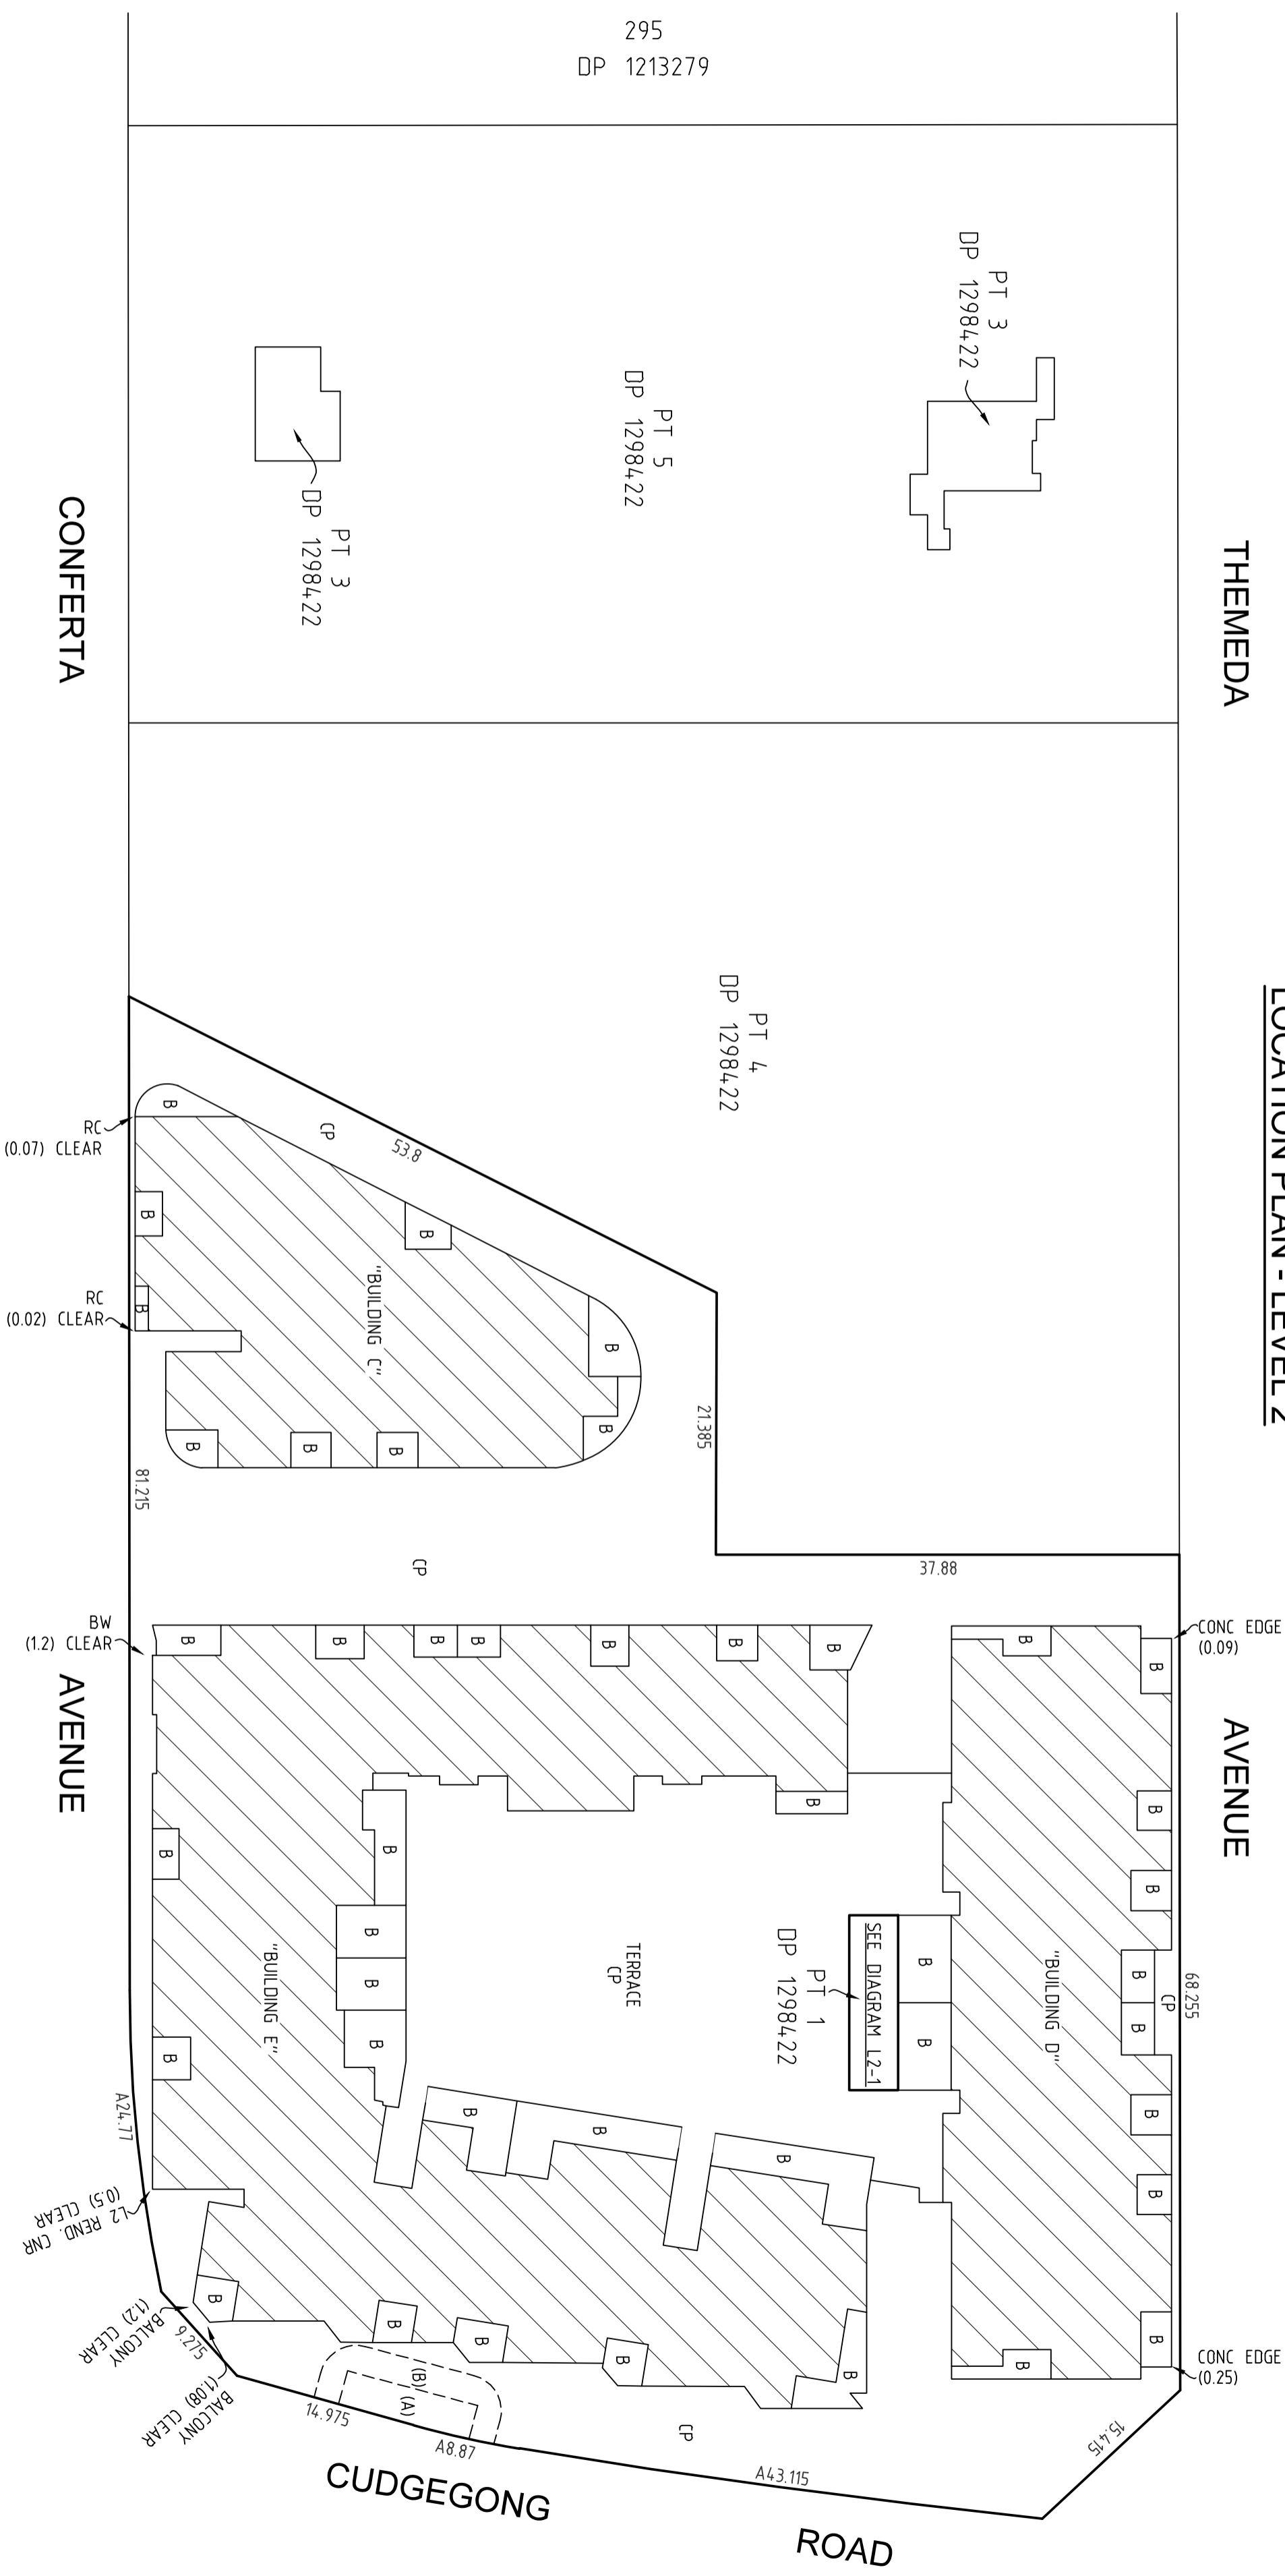 295
DP 1213279
PT 3
DP 1298422
PT 5
DP 1298422
PT 3
DP 1298422
THEMEDA
AVENUE
CONFERTA
AVENUE
LOCATION PLAN - LEVEL 2
PT 4
DP 1298422
B
CP
53.8
RC
(0.07) CLEAR
B
B
"BUILDING C"
RC
(0.02) CLEAR
B
B
B
21.385
B
B
B
81.215
CP
37.88
BW
(1.2) CLEAR
B
B
B
B
B
B
B
B
CONC EDGE
(0.09)
B
B
B
B
B
B
B
B
B
B
B
B
TERRACE
CP
PT 1
DP 1298422
SEE DIAGRAM L2-1
B
B
"BUILDING D"
CP
68.255
"BUILDING E"
B
B
B
B
B
B
B
A24.77
L2 REND. CNR
(0.5) CLEAR
B
BALCONY
(1.2) CLEAR
9.275
BALCONY
(1.08) CLEAR
B
B
B
B
B
B
CONC EDGE
(0.25)
(B)
(A)
14.975
A8.87
CP
A43.115
15.415
CUDGEGONG
ROAD